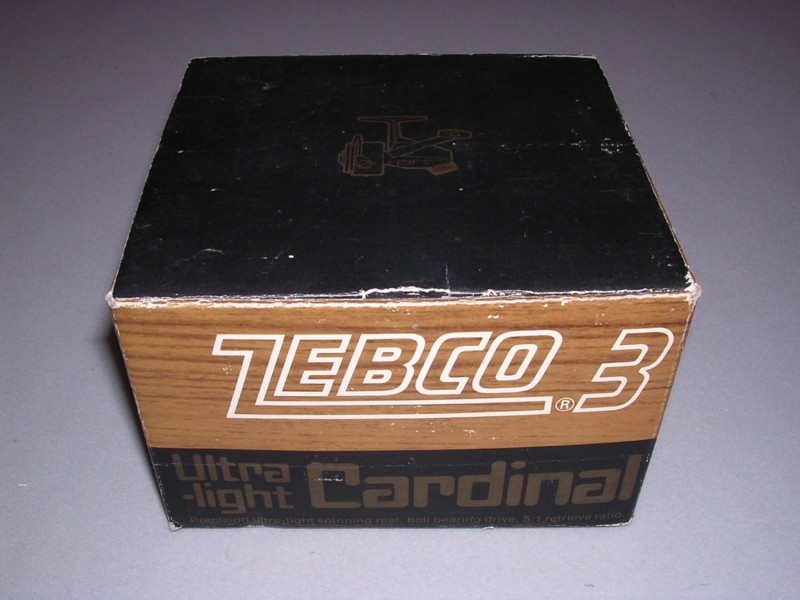 ZEBCO® 3
Ultra
-light Cardinal
Precision ultra-light spinning reel, ball bearing drive, 5:1 retrieve ratio.